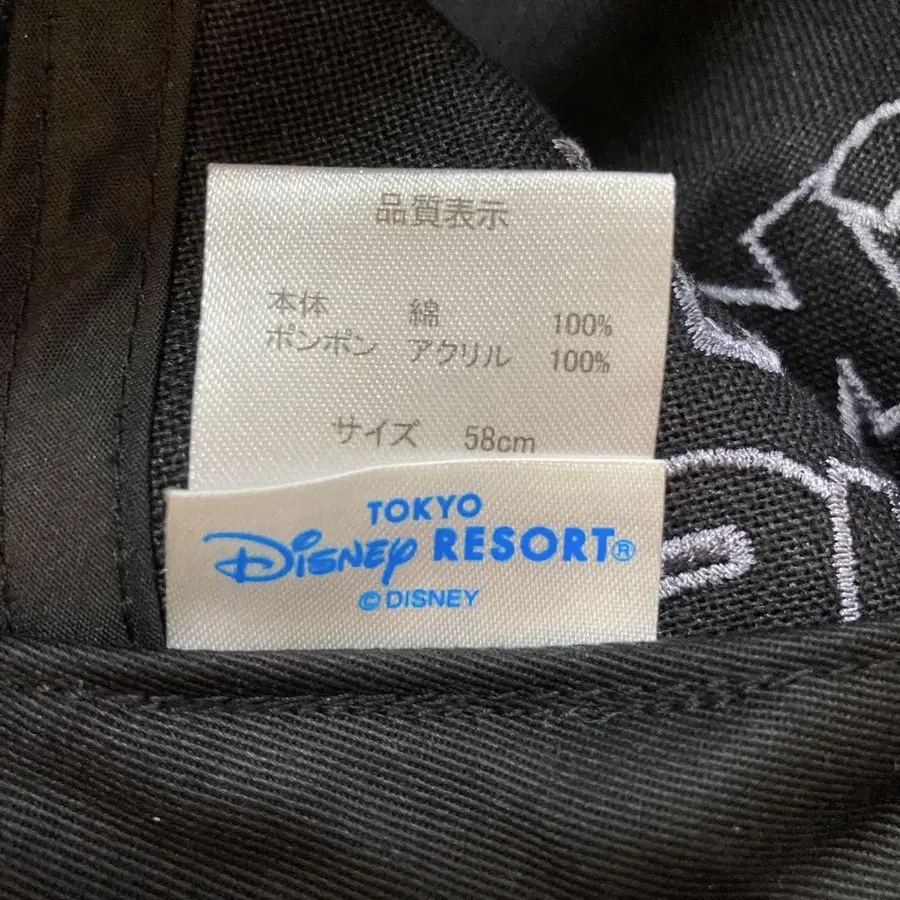 品質表示
本体 綿 100%
ポンポン アクリル 100%
サイズ 58cm
TOKYO
Disney RESORT®
©DISNEY